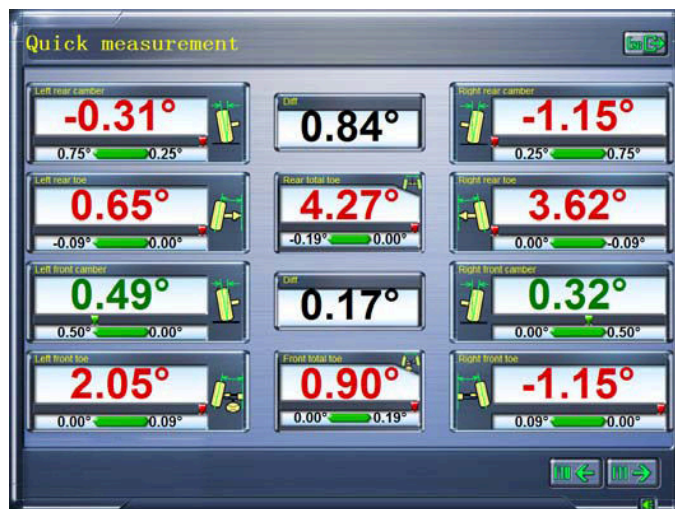 Quick measurement
Left rear camber
-0.31°
0.75° 0.25°
Diff
0.84°
Right rear camber
-1.15°
0.25° 0.75°
Left rear toe
0.65°
-0.09° 0.00°
Rear total toe
4.27°
-0.19° 0.00°
Right rear toe
3.62°
0.00° -0.09°
Left front camber
0.49°
0.50° 0.00°
Diff
0.17°
Right front camber
0.32°
0.00° 0.50°
Left front toe
2.05°
0.00° 0.09°
Front total toe
0.90°
0.00° 0.19°
Right front toe
-1.15°
0.09° 0.00°